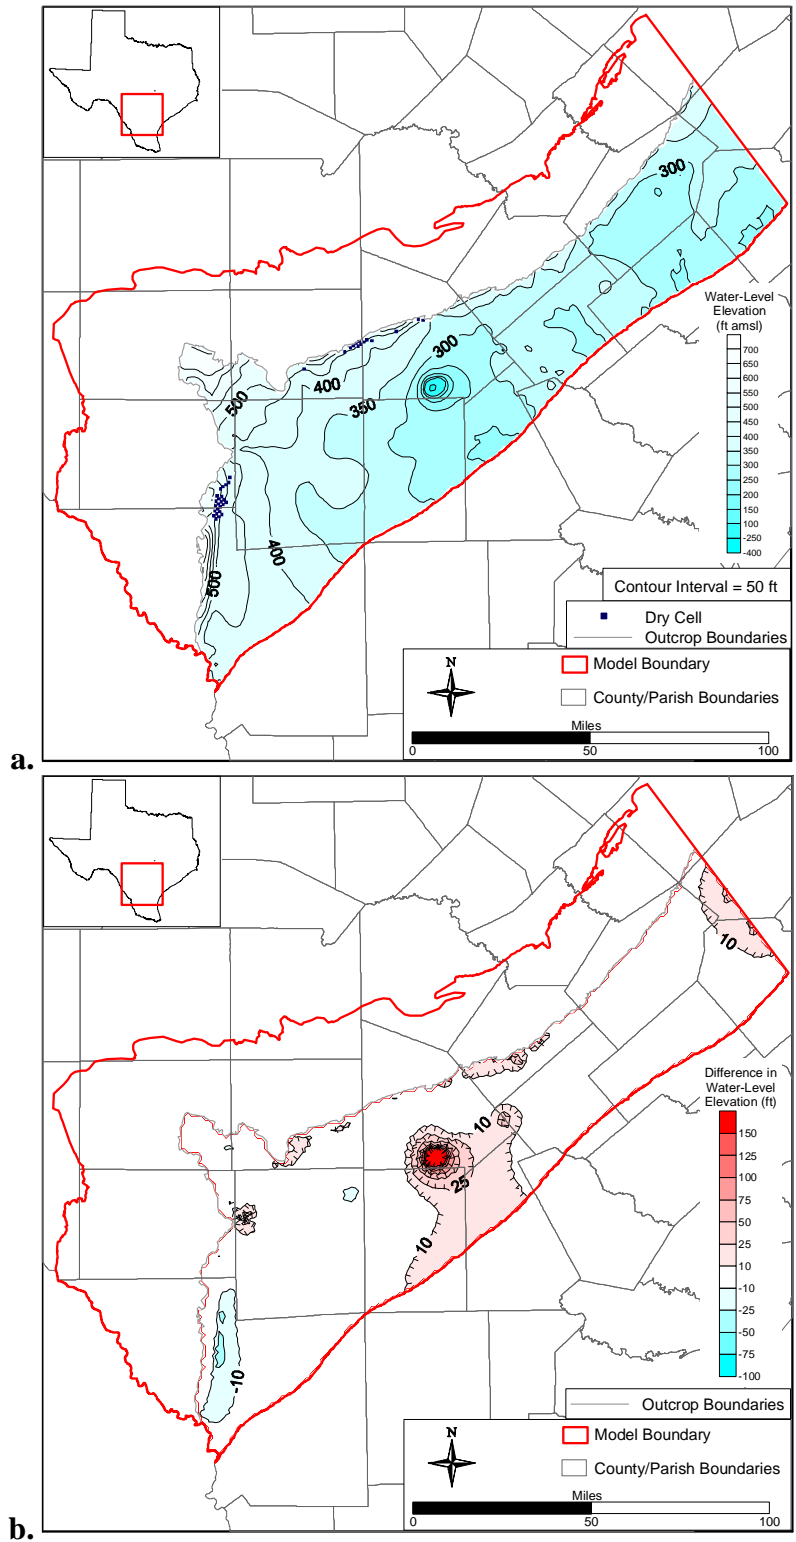 300
Water-Level
Elevation
(ft amsl)
700
650
600
550
500
450
400
350
300
250
200
150
100
-250
-400
300
400
350
500
400
500
Contour Interval = 50 ft
Dry Cell
Outcrop Boundaries
N
Model Boundary
County/Parish Boundaries
Miles
0 50 100
a.
10
Difference in
Water-Level
Elevation (ft)
150
125
100
75
50
25
10
-10
-25
-50
-75
-100
10
25
10
-10
Outcrop Boundaries
N
Model Boundary
County/Parish Boundaries
Miles
0 50 100
b.